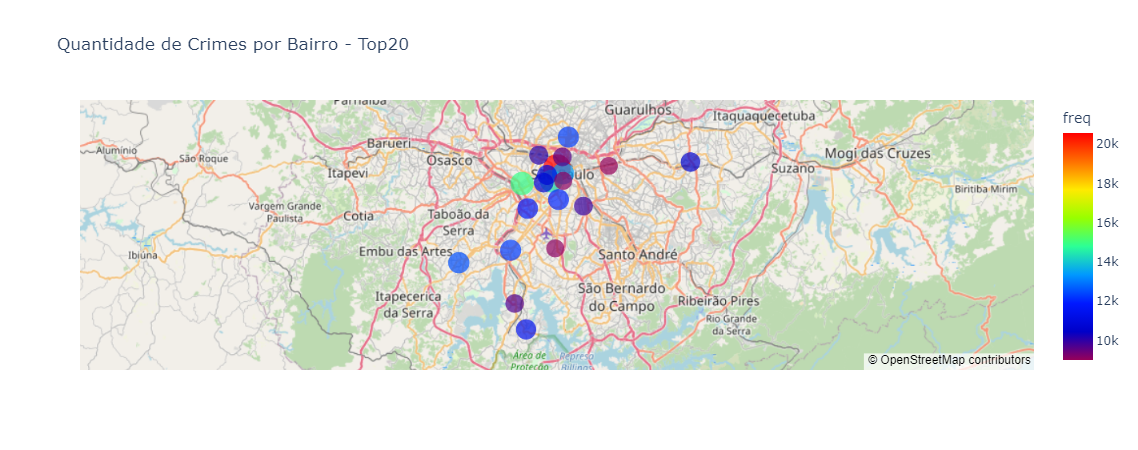 Quantidade de Crimes por Bairro - Top20
Parnaíba
Guarulhos
Itaquaquecetuba
Alumínio
São Roque
Barueri
Osasco
Itapevi
Mogi das Cruzes
Suzano
Biritiba Mirim
Vargem Grande
Paulista
Cotia
Taboão da
Serra
Embu das Artes
Ibiúna
Santo André
Itapecerica
da Serra
São Bernardo
do Campo
Ribeirão Pires
Rio Grande
da Serra
Área de
Proteção
Represa
Billings
© OpenStreetMap contributors
freq
20k
18k
16k
14k
12k
10k